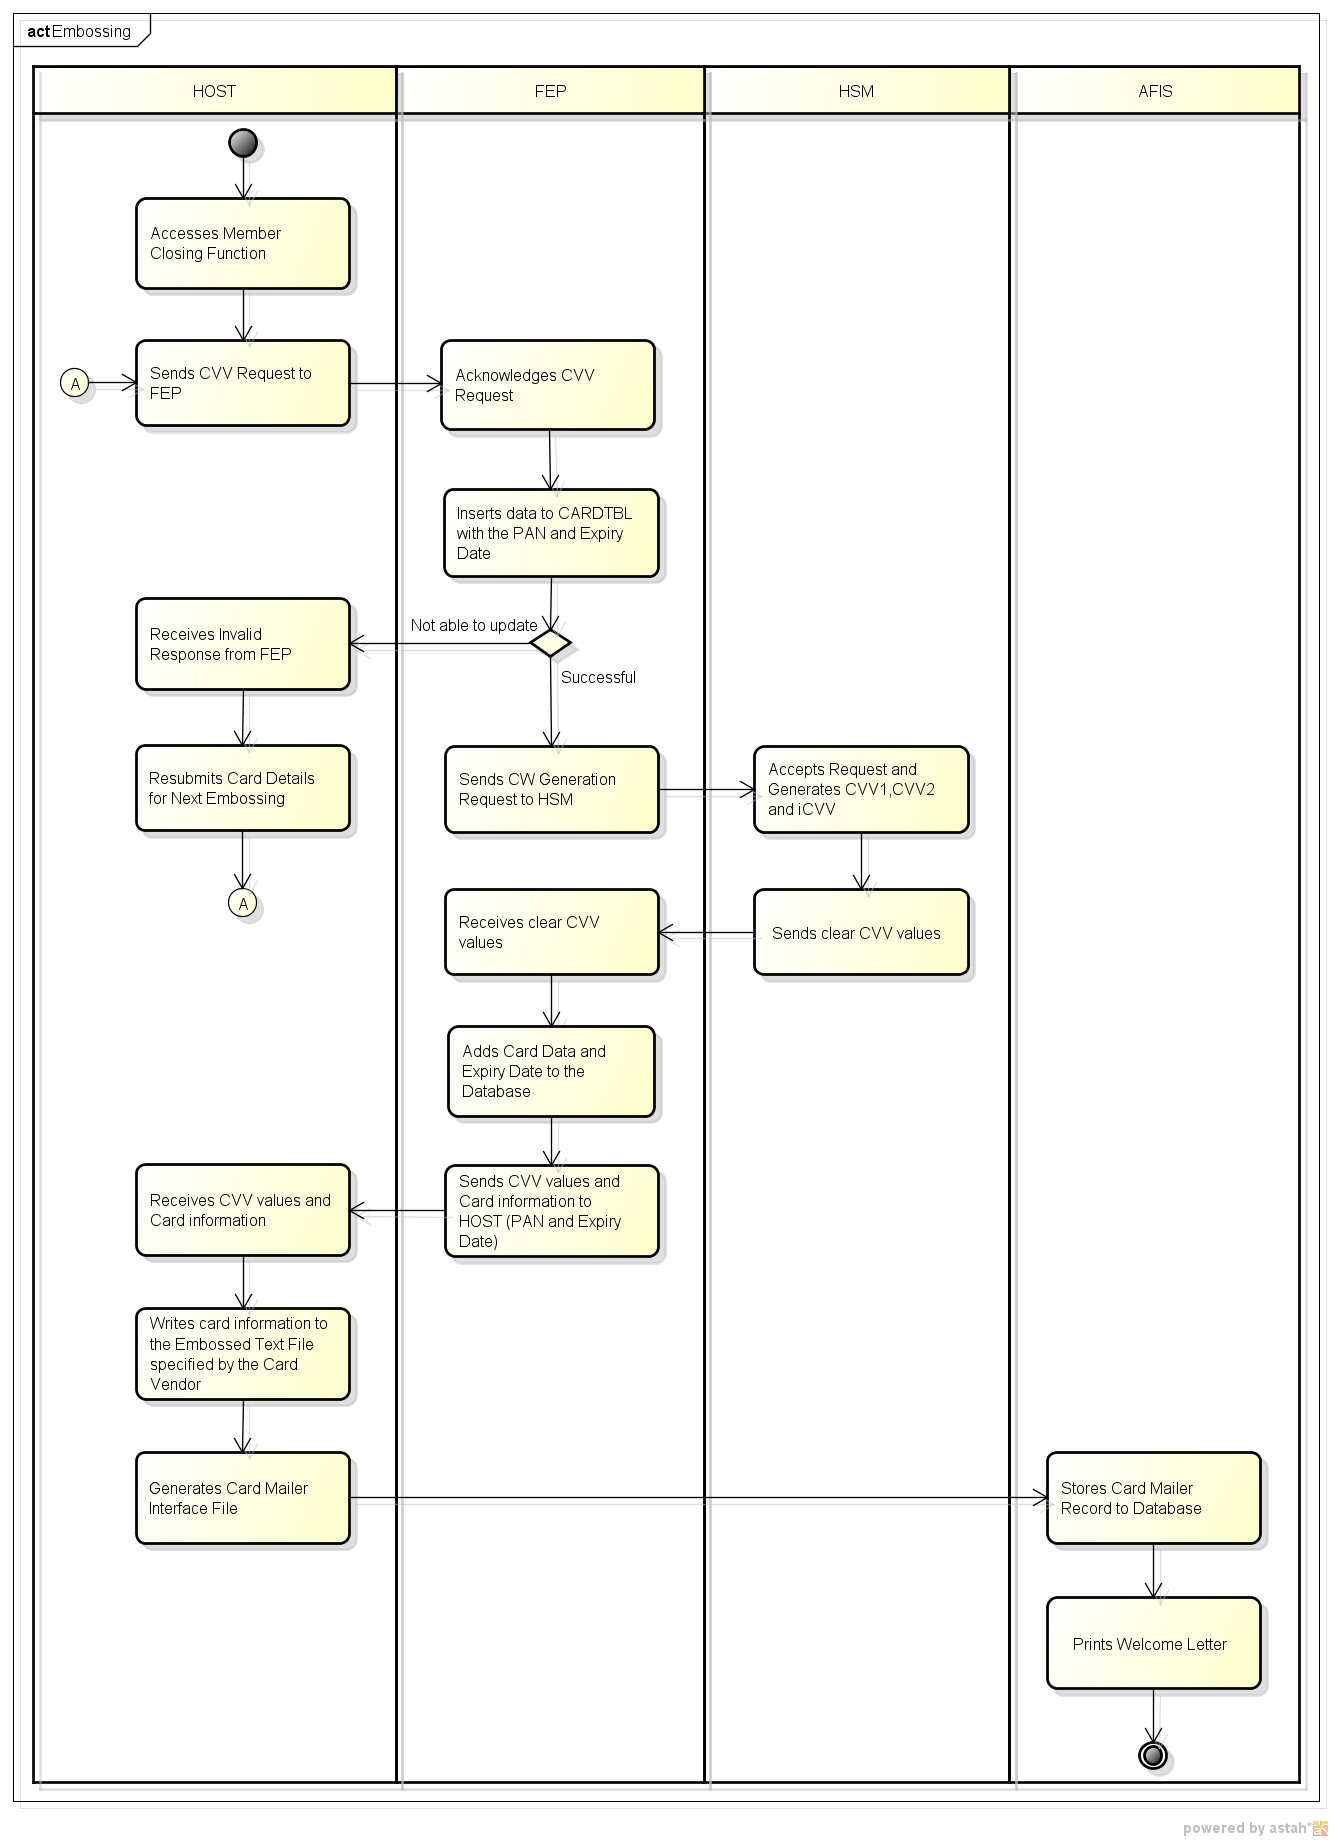 act Embossing
HOST
FEP
HSM
AFIS
Accesses Member
Closing Function
A
Sends CVV Request to
FEP
Acknowledges CVV
Request
Inserts data to CARDTBL
with the PAN and Expiry
Date
Not able to update
Receives Invalid
Response from FEP
Successful
Resubmits Card Details
for Next Embossing
Sends CW Generation
Request to HSM
Accepts Request and
Generates CVV1,CVV2
and iCVV
A
Receives clear CVV
values
Sends clear CVV values
Adds Card Data and
Expiry Date to the
Database
Receives CVV values and
Card information
Sends CVV values and
Card information to
HOST (PAN and Expiry
Date)
Writes card information to
the Embossed Text File
specified by the Card
Vendor
Generates Card Mailer
Interface File
Stores Card Mailer
Record to Database
Prints Welcome Letter
powered by astah*